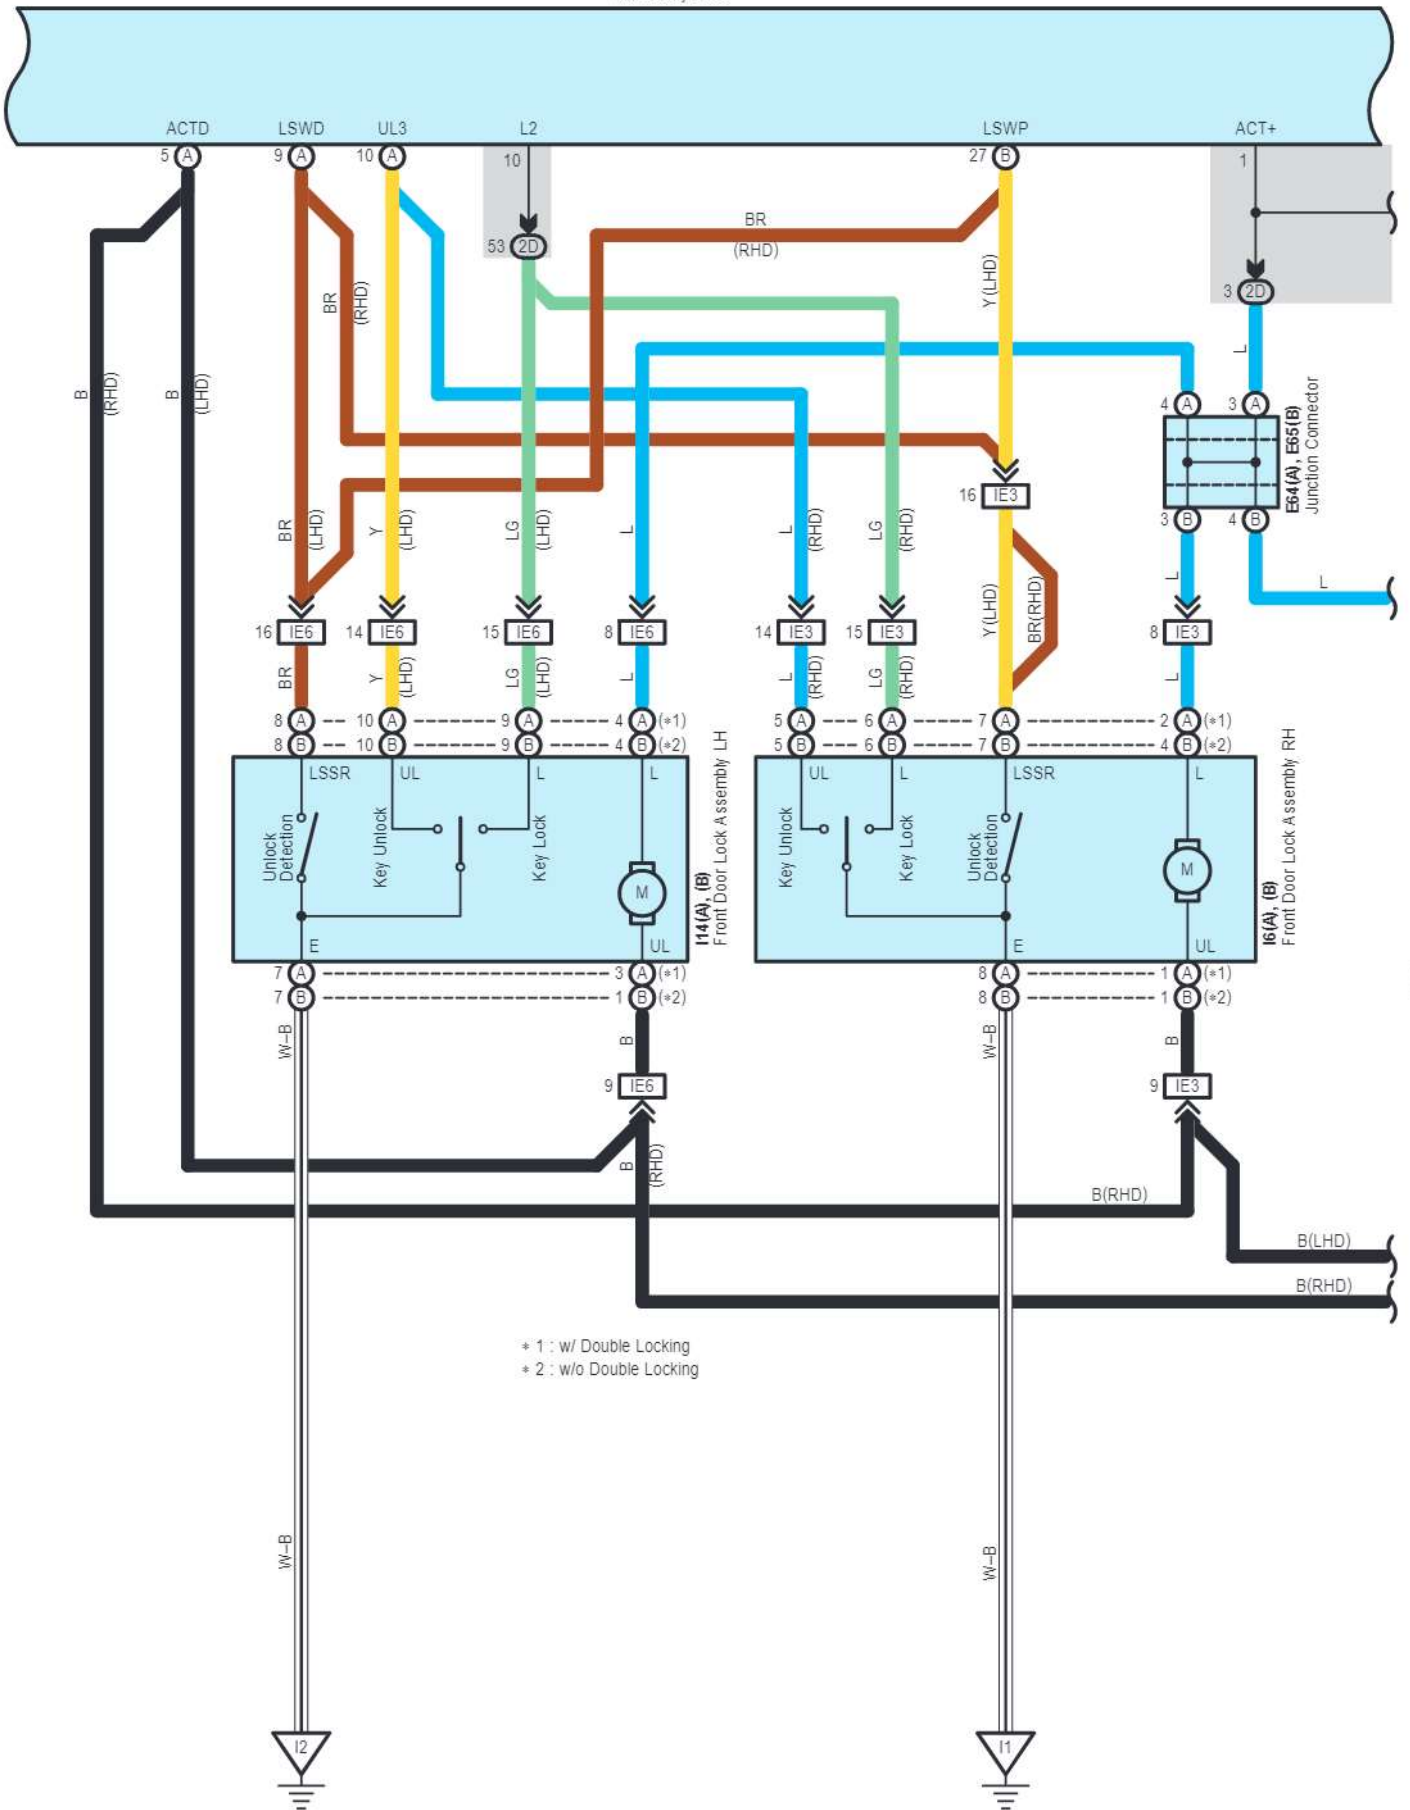 ACTD LSWD UL3 L2 LSWP ACT+
5 A 9 A 10 A 10 27 B 1
53 2D
3 2D
BR
(RHD)
BR
(RHD)
Y (LHD)
L
B
(RHD)
B
(LHD)
4 A 3 A
E64(A), E65(B)
Junction Connector
3 B 4 B
16 IE3
BR
(LHD)
Y
(LHD)
LG
(LHD)
L
L
(RHD)
LG
(RHD)
Y (LHD)
BR(RHD)
L
L
16 IE6 14 IE6 15 IE6 8 IE6 14 IE3 15 IE3 8 IE3
BR
Y
(LHD)
LG
(LHD)
L
L
(RHD)
LG
(RHD)
L
8 A 10 A 9 A 4 A (*1) 5 A 6 A 7 A 2 A (*1)
8 B 10 B 9 B 4 B (*2) 5 B 6 B 7 B 4 B (*2)
LSSR UL L L UL L LSSR L
Unlock
Detection
Key Unlock
Key Lock
M
I14(A), (B)
Front Door Lock Assembly LH
Key Unlock
Key Lock
Unlock
Detection
M
I6(A), (B)
Front Door Lock Assembly RH
E UL E UL
7 A 3 A (*1) 8 A 1 A (*1)
7 B 1 B (*2) 8 B 1 B (*2)
W–B B W–B B
9 IE6 9 IE3
B
(RHD)
B(RHD)
B(LHD)
B(RHD)
* 1 : w/ Double Locking
* 2 : w/o Double Locking
W–B W–B
I2 I1